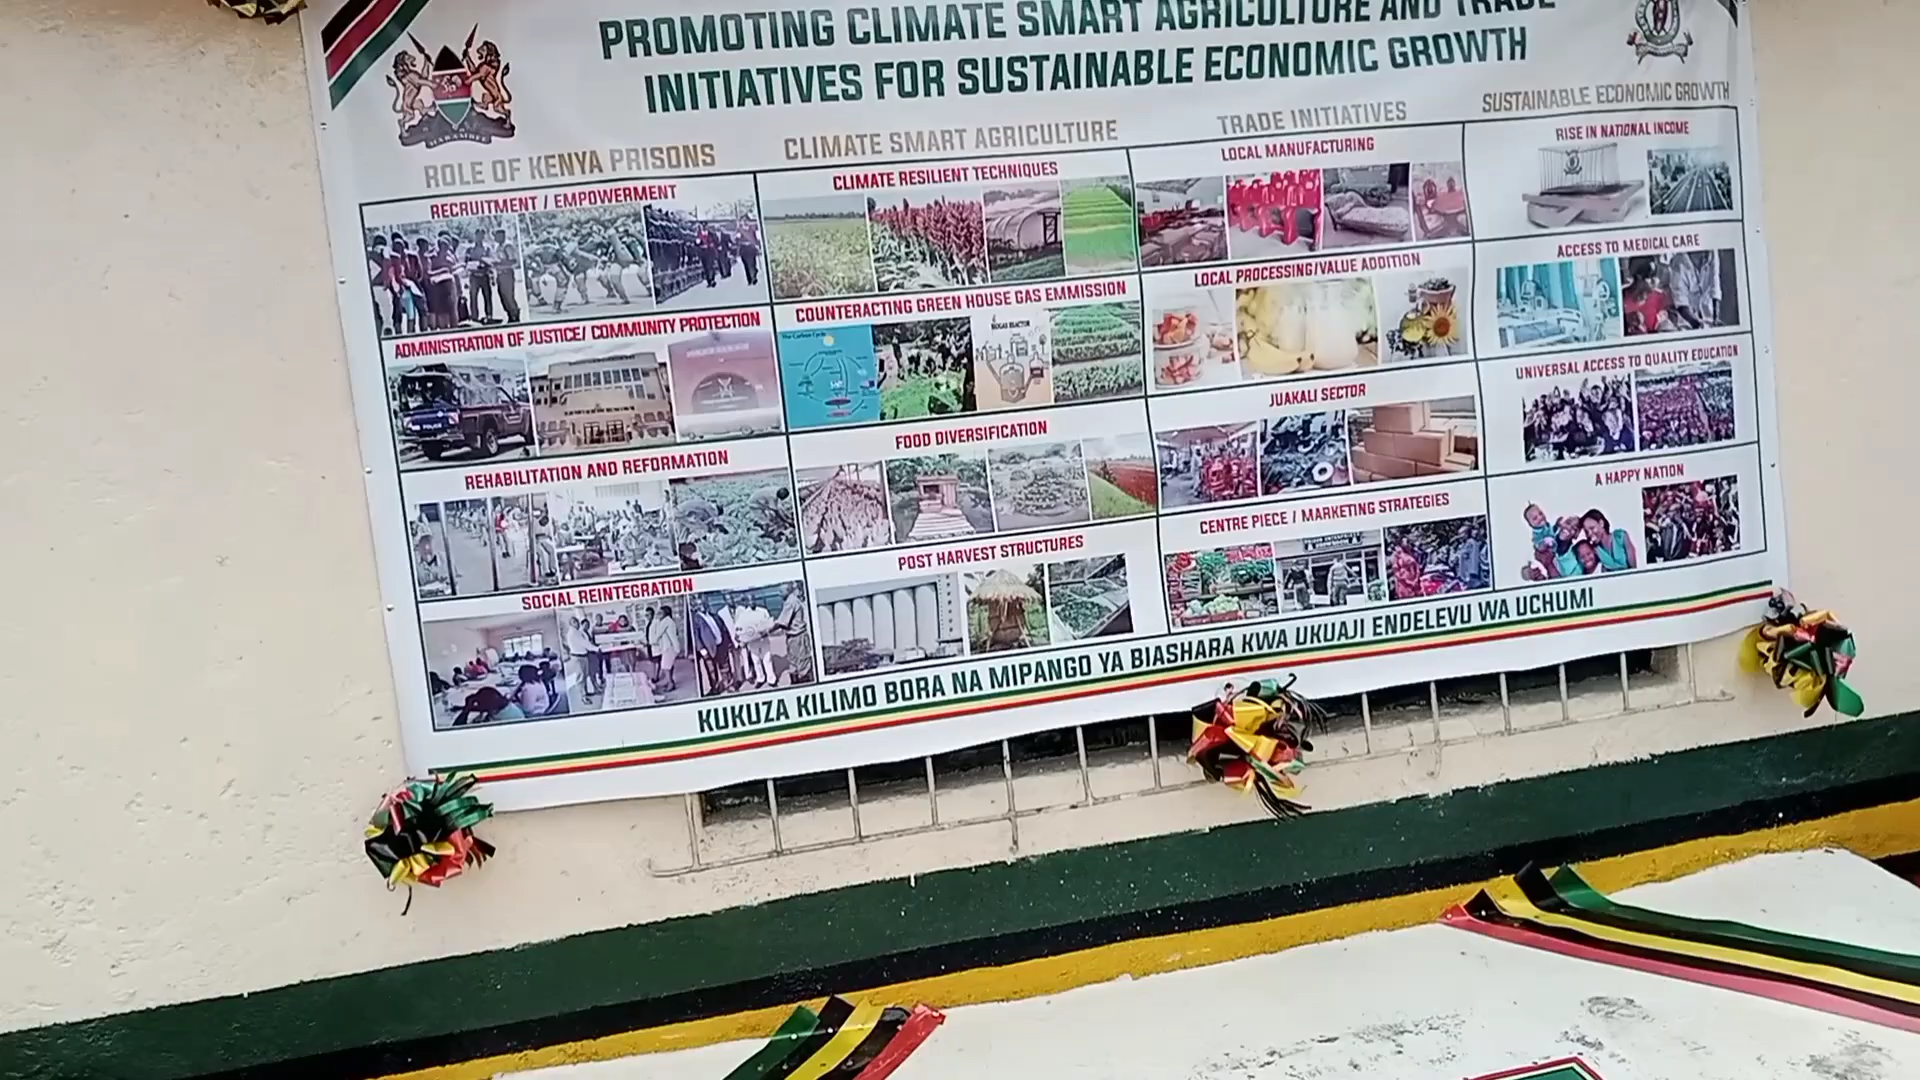 PROMOTING CLIMATE SMART AGRICULTURE AND TRADE
INITIATIVES FOR SUSTAINABLE ECONOMIC GROWTH
ROLE OF KENYA PRISONS
CLIMATE SMART AGRICULTURE
TRADE INITIATIVES
SUSTAINABLE ECONOMIC GROWTH
RECRUITMENT / EMPOWERMENT
CLIMATE RESILIENT TECHNIQUES
LOCAL MANUFACTURING
RISE IN NATIONAL INCOME
ADMINISTRATION OF JUSTICE/ COMMUNITY PROTECTION
COUNTERACTING GREEN HOUSE GAS EMMISSION
LOCAL PROCESSING/VALUE ADDITION
ACCESS TO MEDICAL CARE
REHABILITATION AND REFORMATION
FOOD DIVERSIFICATION
JUAKALI SECTOR
UNIVERSAL ACCESS TO QUALITY EDUCATION
SOCIAL REINTEGRATION
POST HARVEST STRUCTURES
CENTRE PIECE / MARKETING STRATEGIES
A HAPPY NATION
KUKUZA KILIMO BORA NA MIPANGO YA BIASHARA KWA UKUAJI ENDELEVU WA UCHUMI